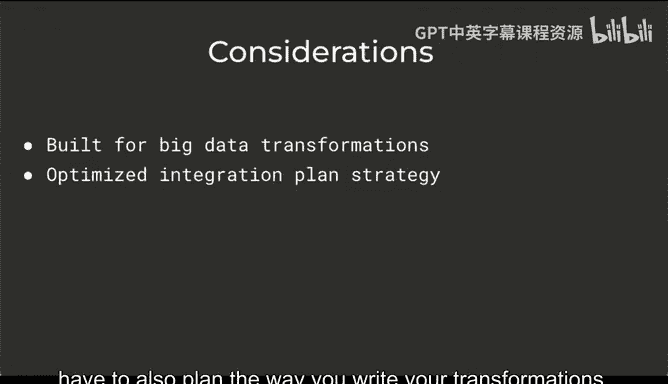 GPT中英字幕课程资源 bilibili
Considerations
• Built for big data transformations
• Optimized integration plan strategy
have to also plan the way you write your transformations